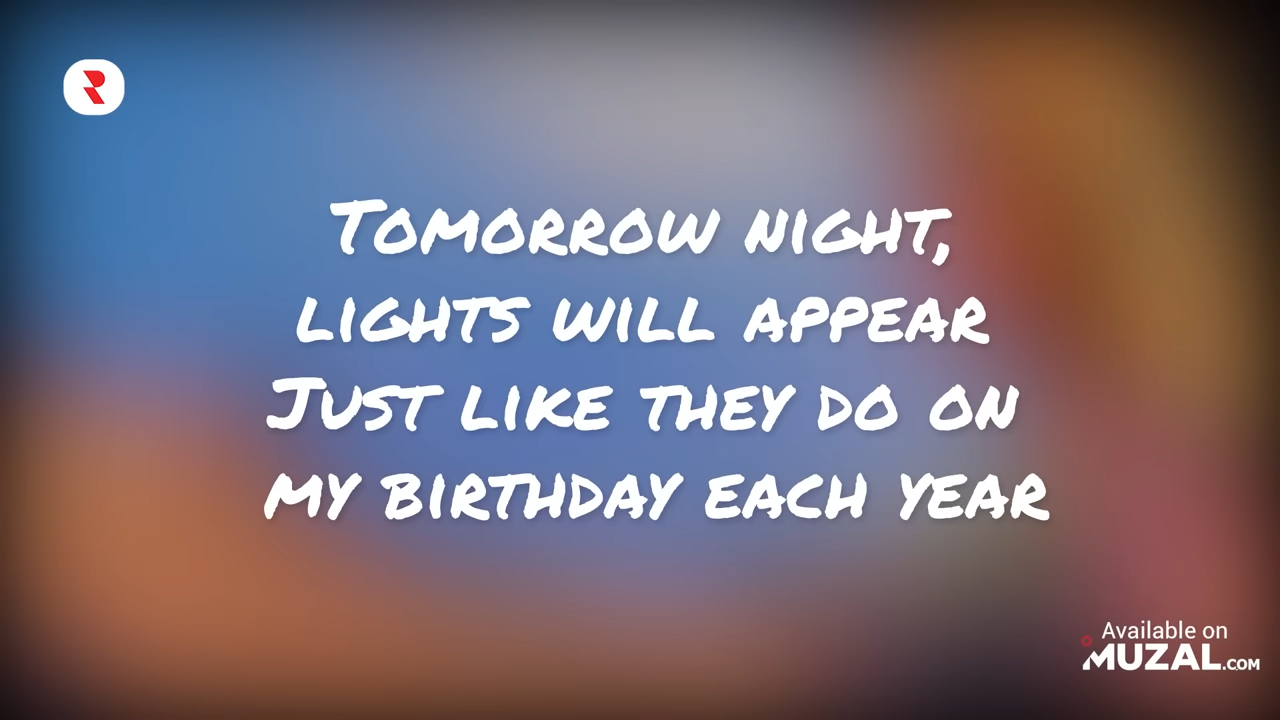 Tomorrow night,
lights will appear
Just like they do on
my birthday each year
Available on
MUZAL.COM